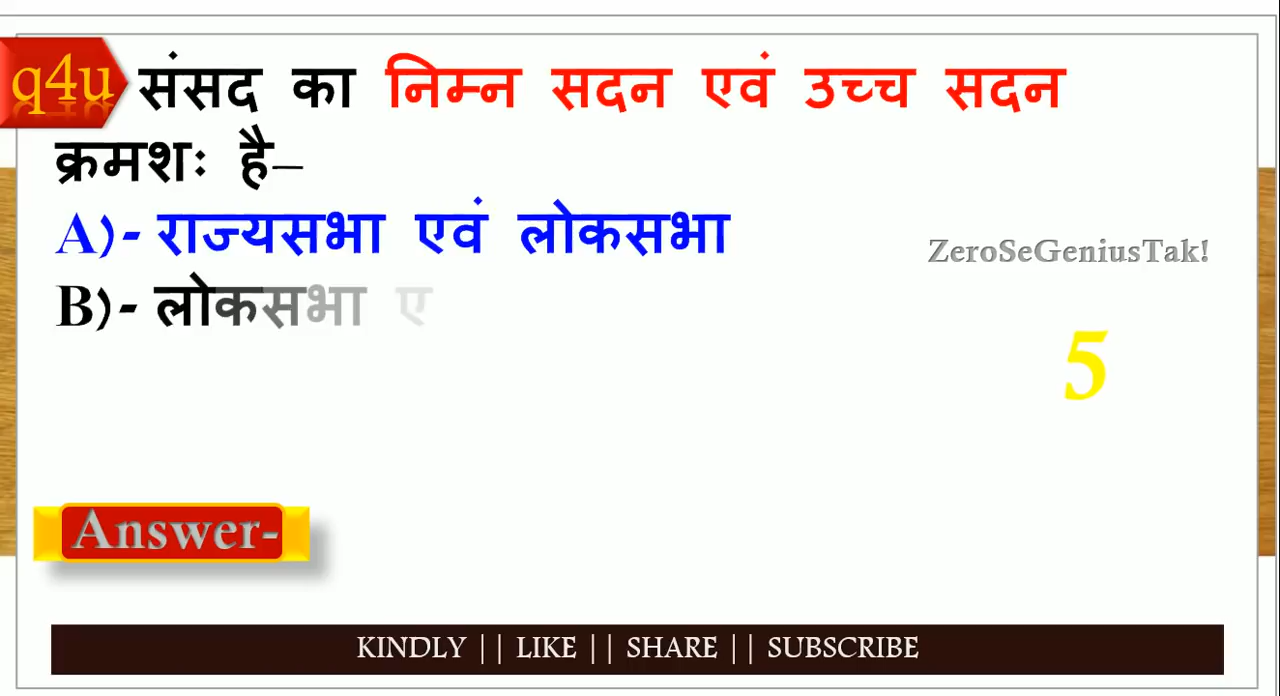 q4u संसद का निम्न सदन एवं उच्च सदन
क्रमशः है–
A)- राज्यसभा एवं लोकसभा
ZeroSeGeniusTak!
B)- लोकसभा ए
5
Answer-
KINDLY || LIKE || SHARE || SUBSCRIBE